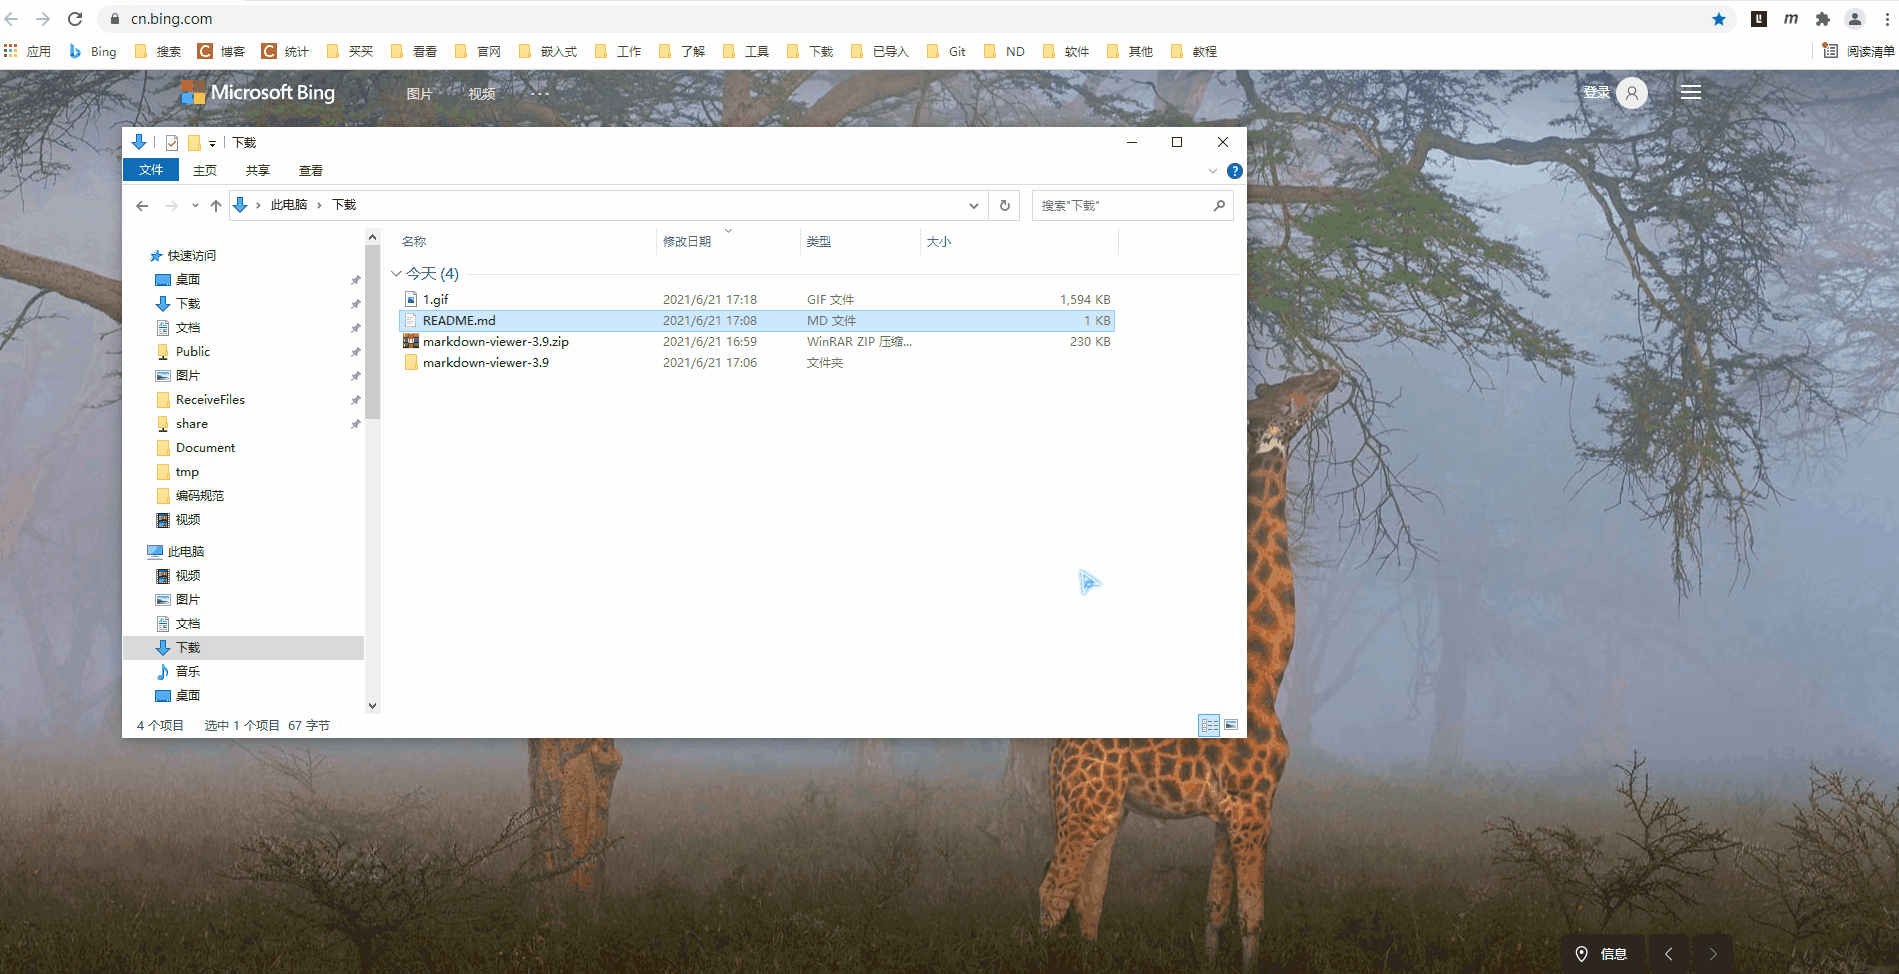 cn.bing.com
应用 Bing 搜索 博客 统计 买买 看看 官网 嵌入式 工作 了解 工具 下载 已导入 Git ND 软件 其他 教程 阅读清单
Microsoft Bing 图片 视频 ··· 登录
下载
文件 主页 共享 查看
此电脑 下载 搜索"下载"
名称 修改日期 类型 大小
今天 (4)
1.gif 2021/6/21 17:18 GIF 文件 1,594 KB
README.md 2021/6/21 17:08 MD 文件 1 KB
markdown-viewer-3.9.zip 2021/6/21 16:59 WinRAR ZIP 压缩... 230 KB
markdown-viewer-3.9 2021/6/21 17:06 文件夹
快速访问
桌面
下载
文档
Public
图片
ReceiveFiles
share
Document
tmp
编码规范
视频
此电脑
视频
图片
文档
下载
音乐
桌面
4 个项目 选中 1 个项目 67 字节
信息